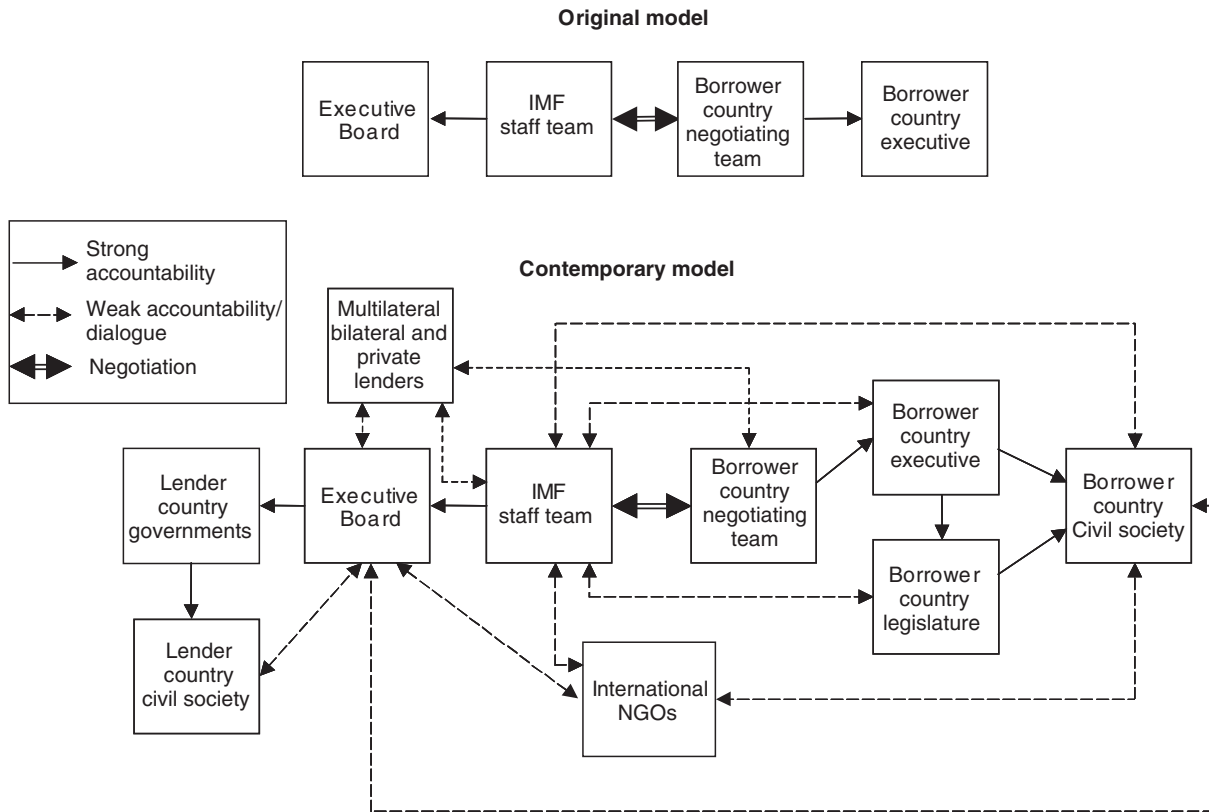 Original model
Executive
Board
IMF
staff team
Borrower
country
negotiating
team
Borrower
country
executive
Strong
accountability
Weak accountability/
dialogue
Negotiation
Contemporary model
Multilateral
bilateral and
private
lenders
Lender
country
governments
Executive
Board
IMF
staff team
Borrower
country
negotiating
team
Borrower
country
executive
Borrower
country
Civil society
Borrower
country
legislature
Lender
country
civil society
International
NGOs